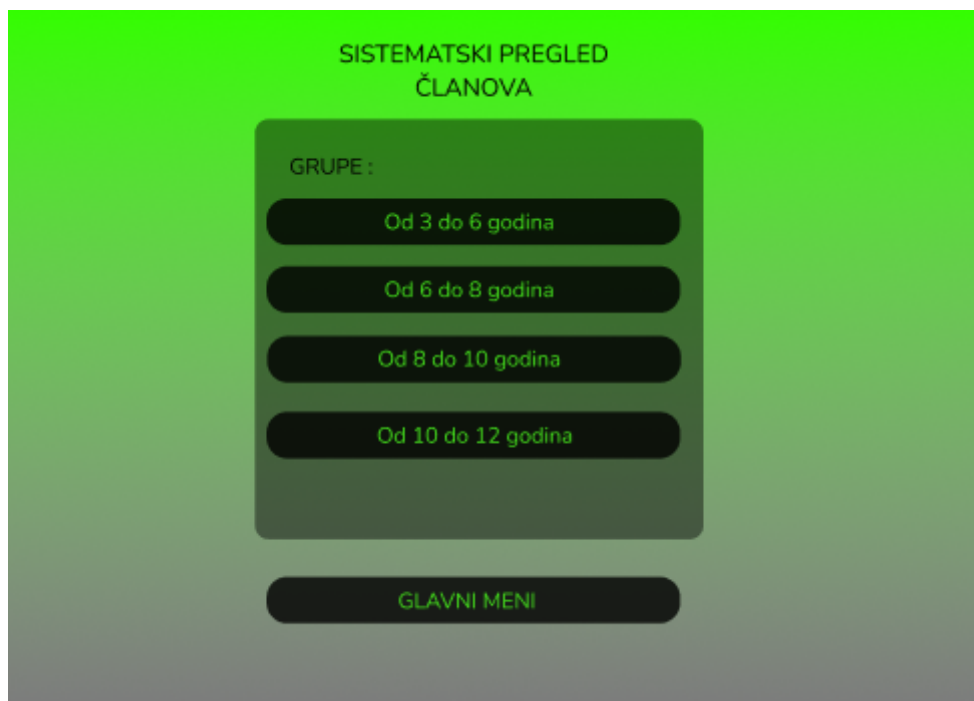 SISTEMATSKI PREGLED
ČLANOVA
GRUPE :
Od 3 do 6 godina
Od 6 do 8 godina
Od 8 do 10 godina
Od 10 do 12 godina
GLAVNI MENI